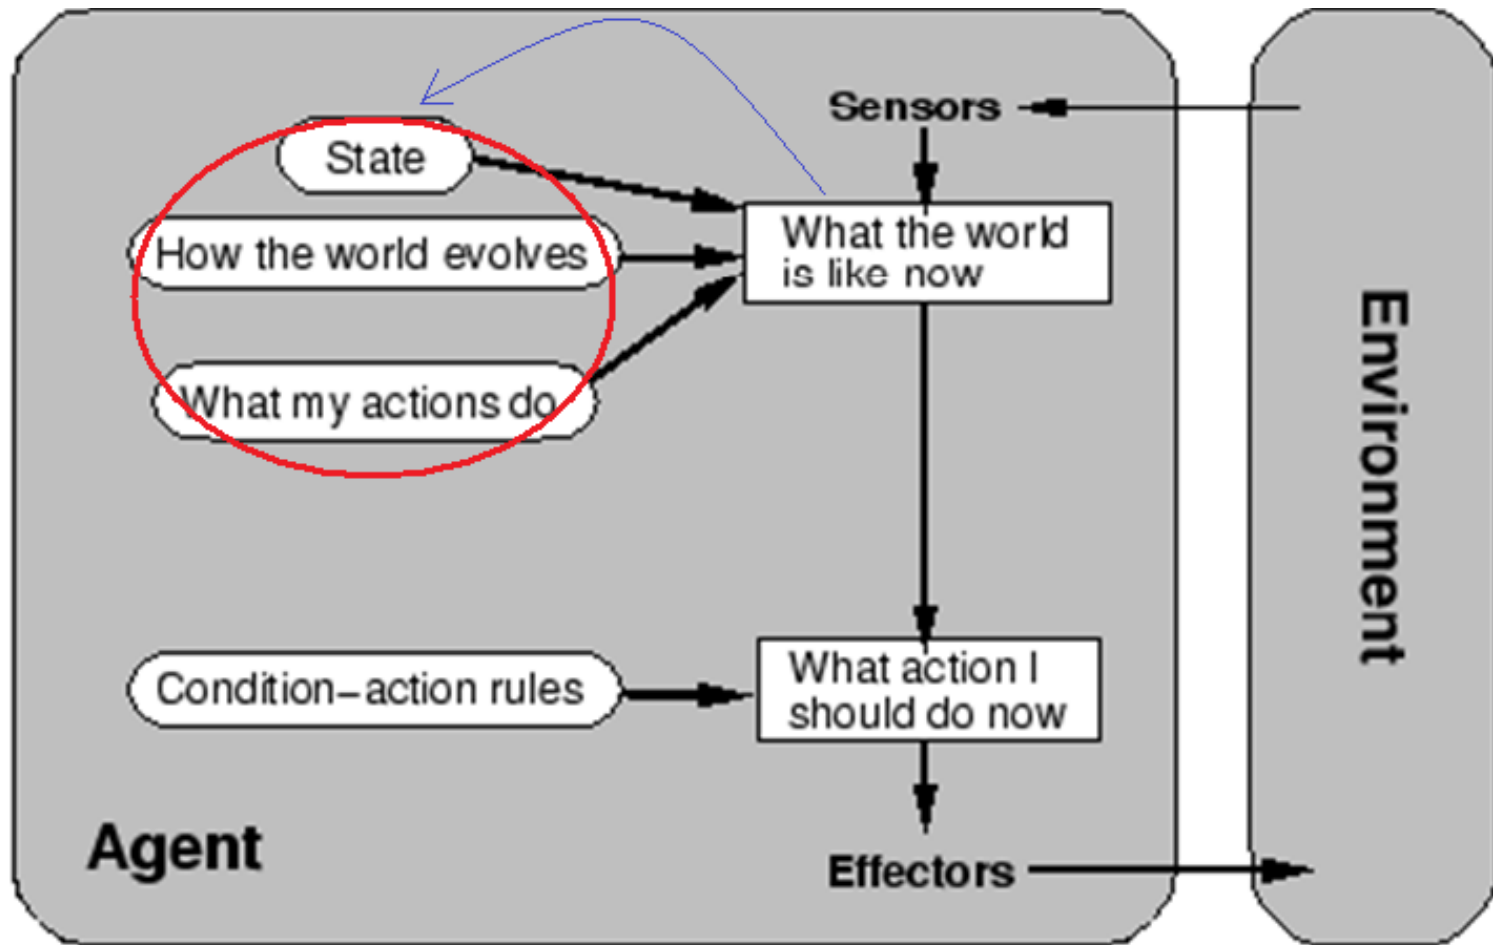 Sensors
State
What the world
is like now
How the world evolves
What my actions do
Environment
Condition–action rules
What action I
should do now
Agent
Effectors